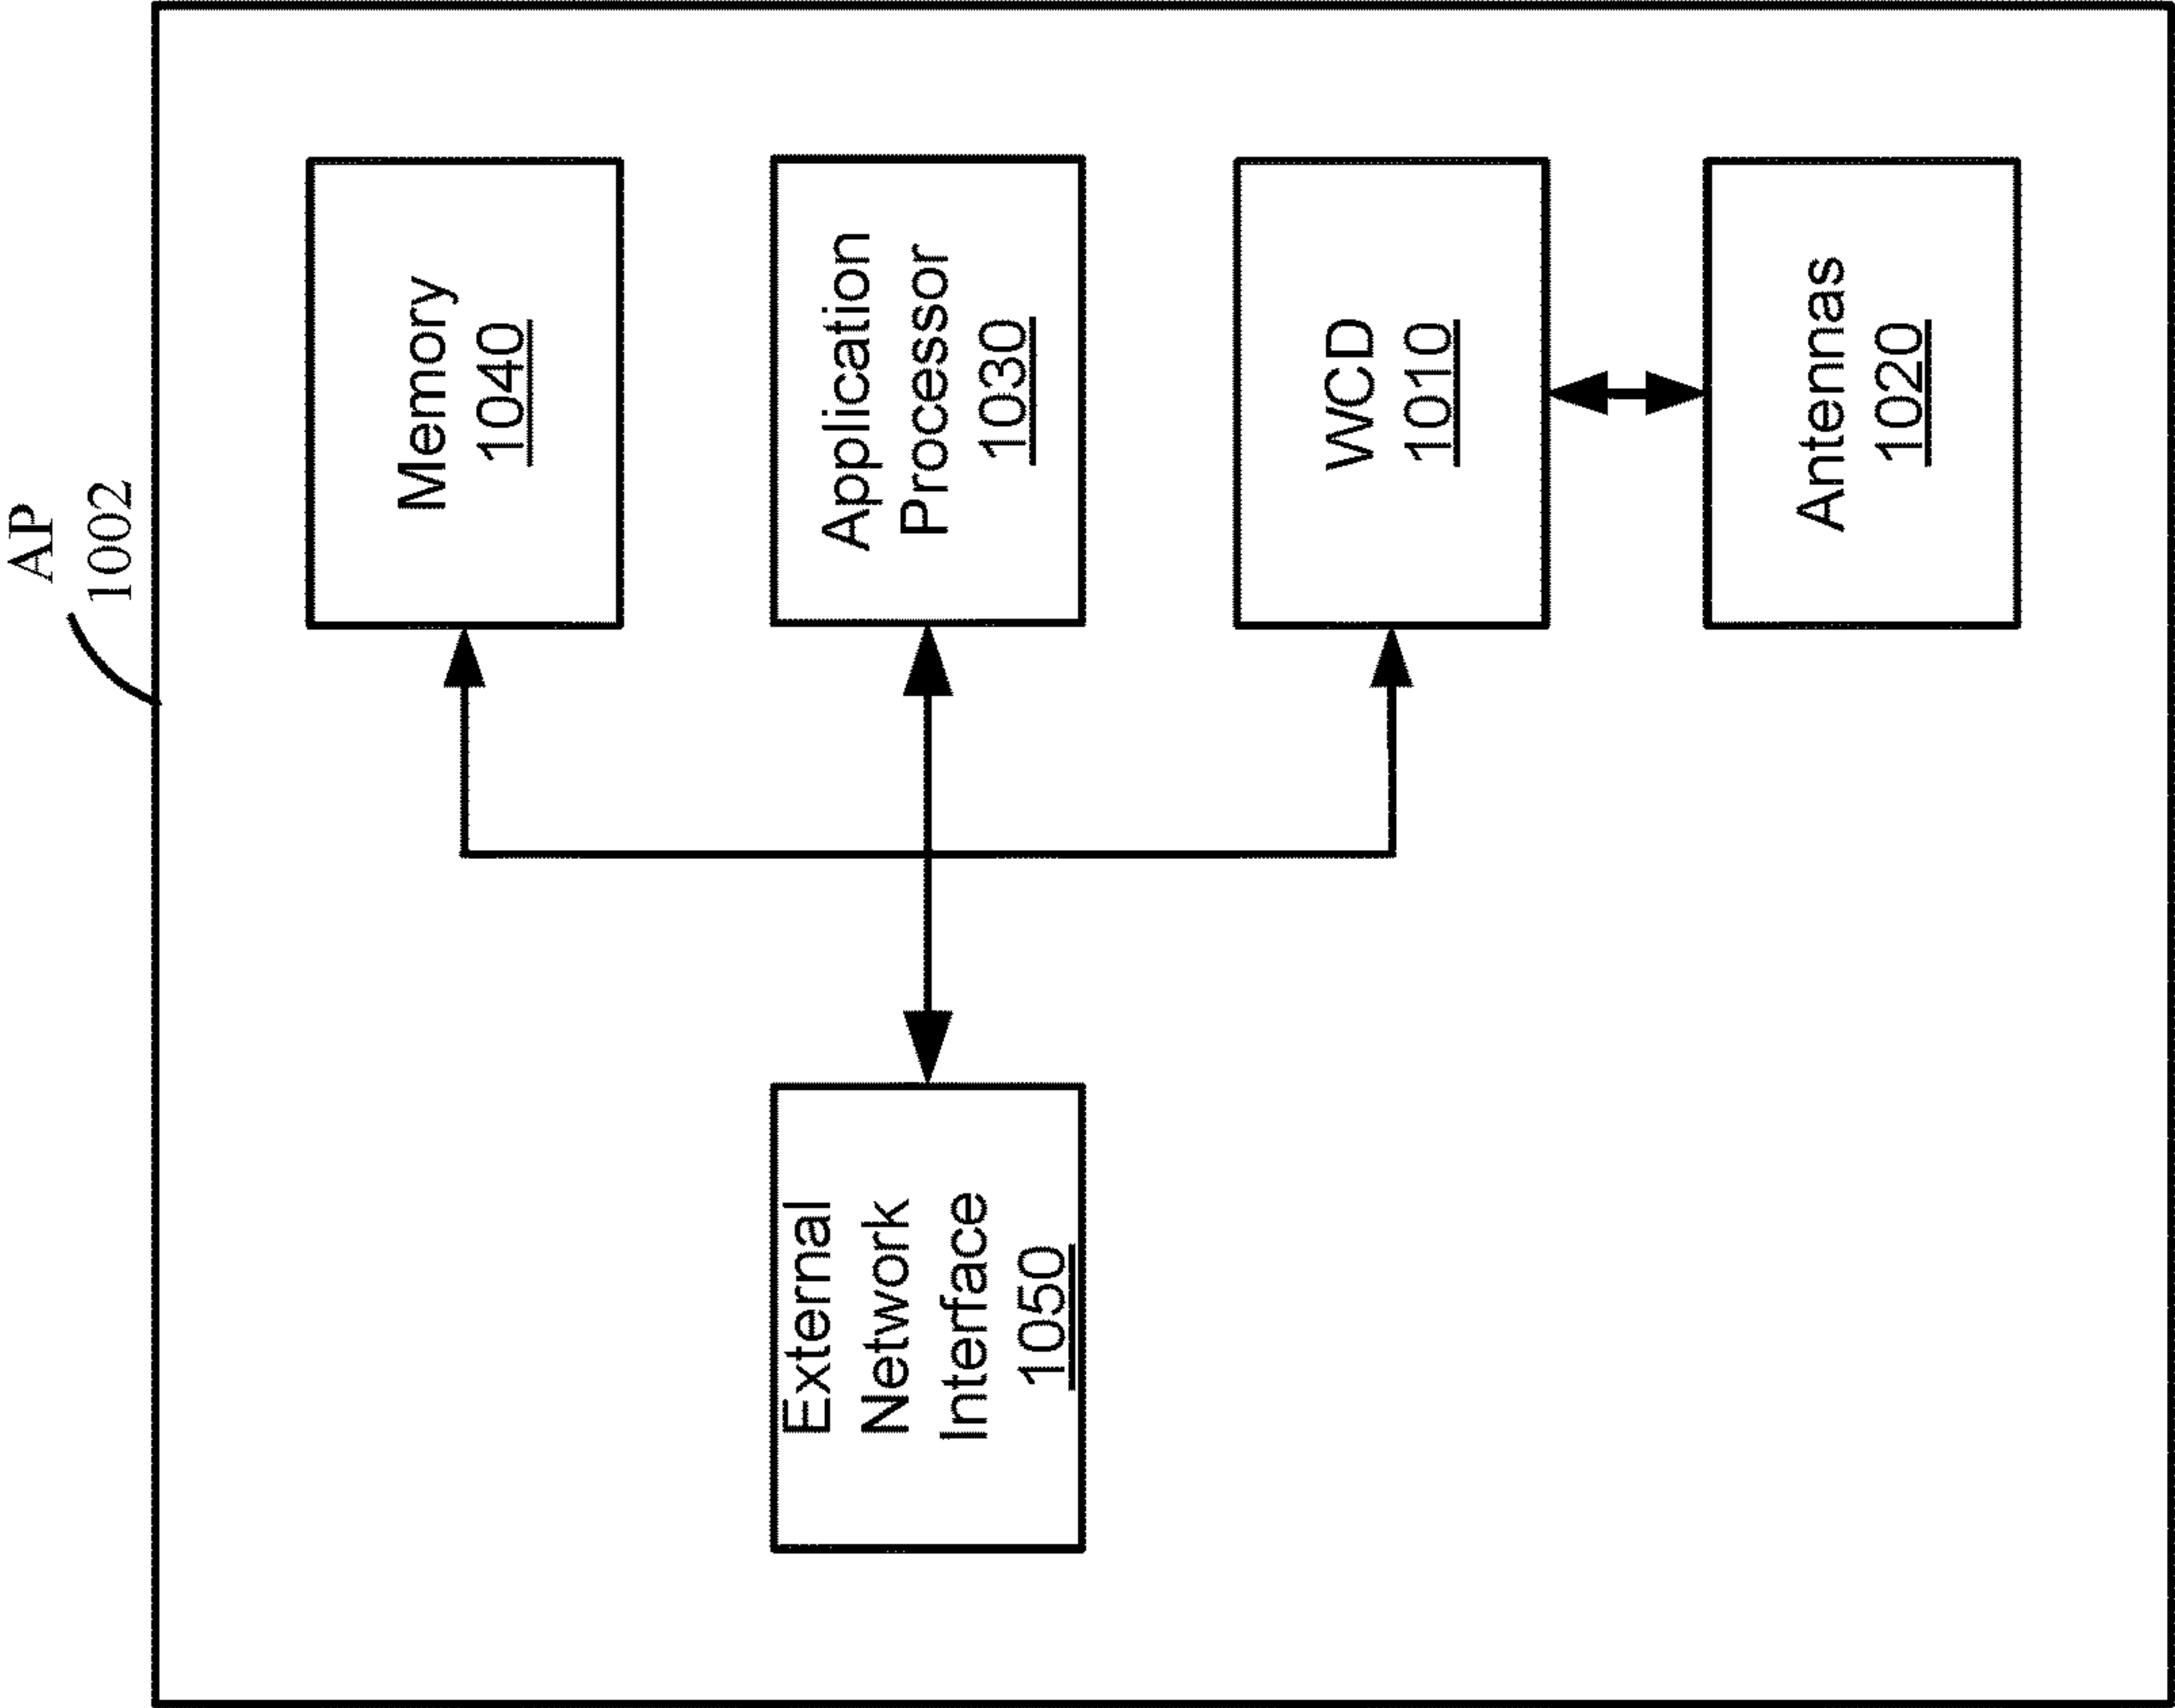 AP
1002
Memory
1040
Application
Processor
1030
WCD
1010
Antennas
1020
External
Network
Interface
1050